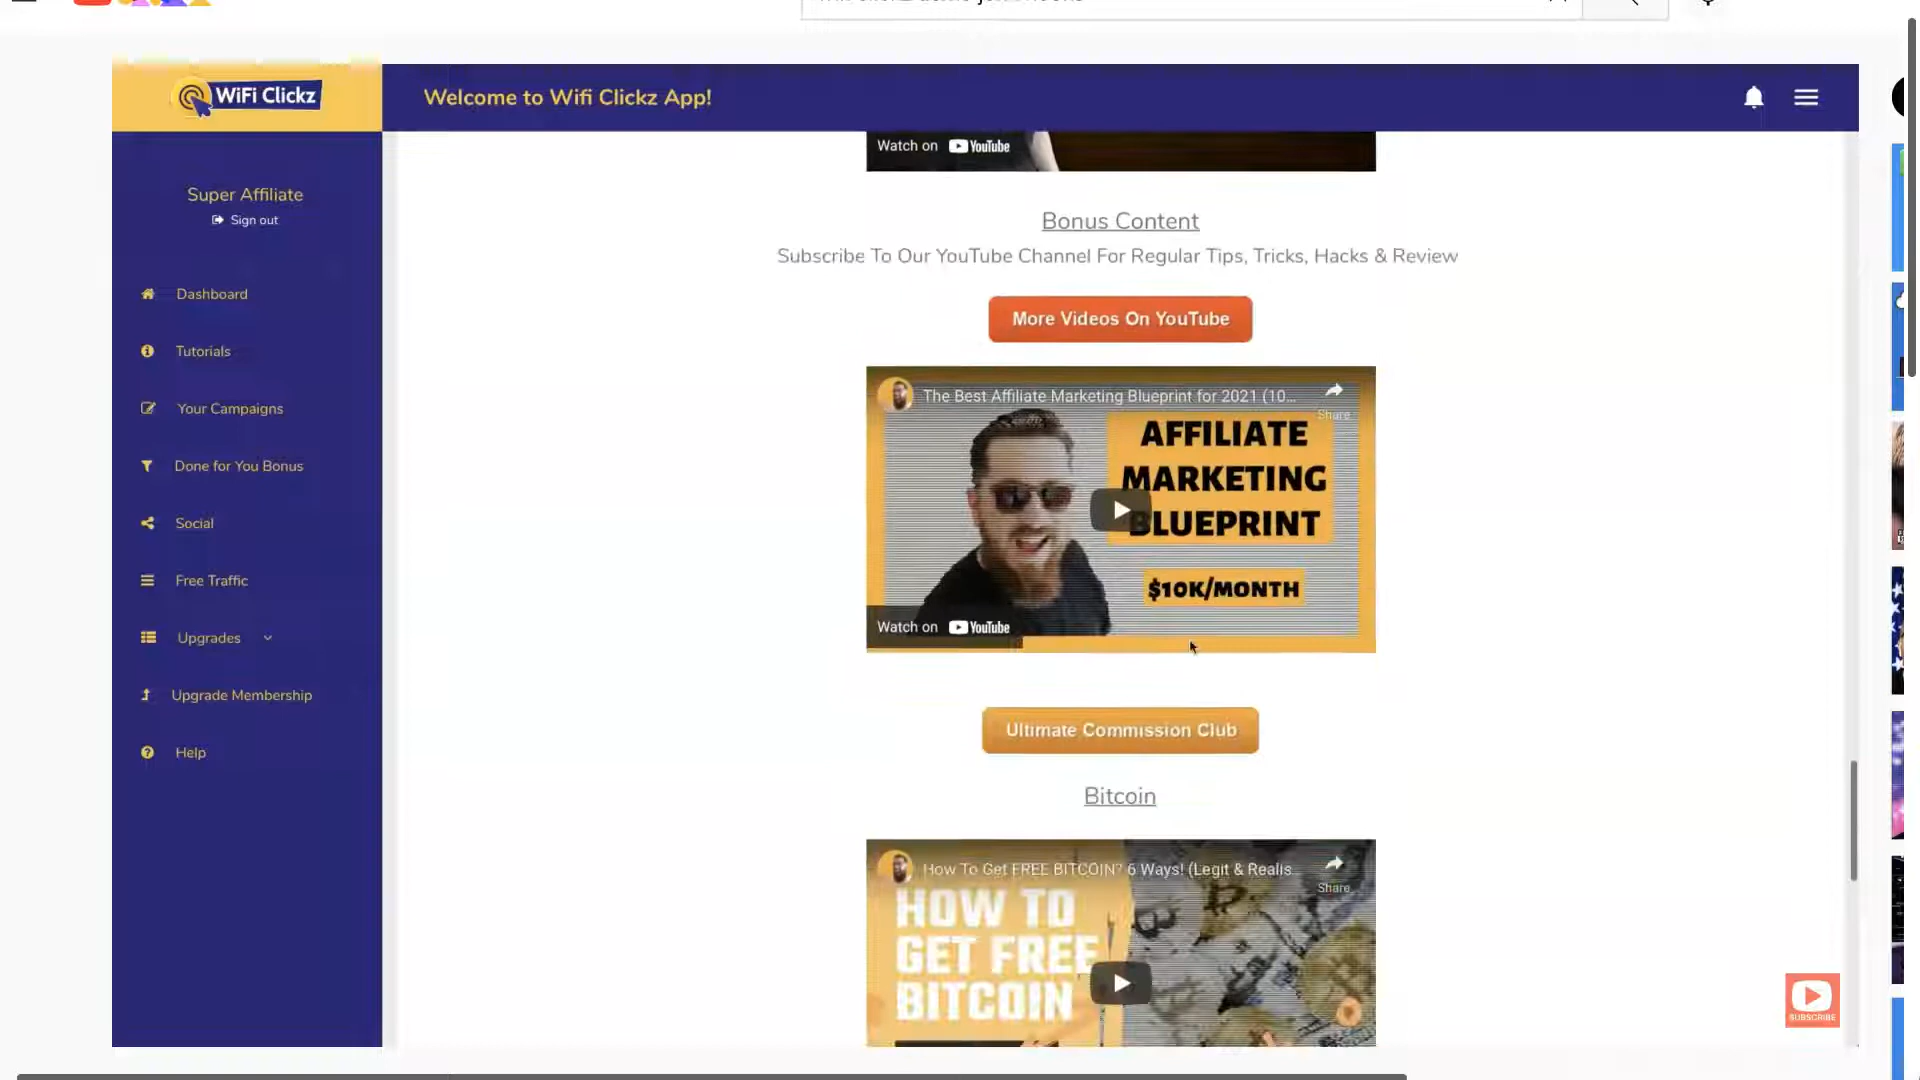 WiFi Clickz
Welcome to Wifi Clickz App!
Super Affiliate
Sign out
Dashboard
Tutorials
Your Campaigns
Done for You Bonus
Social
Free Traffic
Upgrades
Upgrade Membership
Help
Watch on YouTube
Bonus Content
Subscribe To Our YouTube Channel For Regular Tips, Tricks, Hacks & Review
More Videos On YouTube
The Best Affiliate Marketing Blueprint for 2021 (10...
Share
AFFILIATE
MARKETING
BLUEPRINT
$10K/MONTH
Watch on YouTube
Ultimate Commission Club
Bitcoin
How To Get FREE BITCOIN? 6 Ways! (Legit & Realis
Share
HOW TO
GET FREE
BITCOIN
SUBSCRIBE